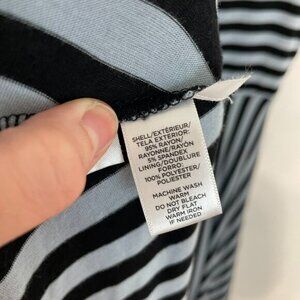 SHELL/EXTÉRIEUR/
TELA EXTERIOR:
95% RAYON/
RAYONNE/RAYÓN
5% SPANDEX
LINING/DOUBLURE
FORRO:
100% POLYESTER/
POLIESTER
MACHINE WASH
WARM
DO NOT BLEACH
DRY FLAT
WARM IRON
IF NEEDED